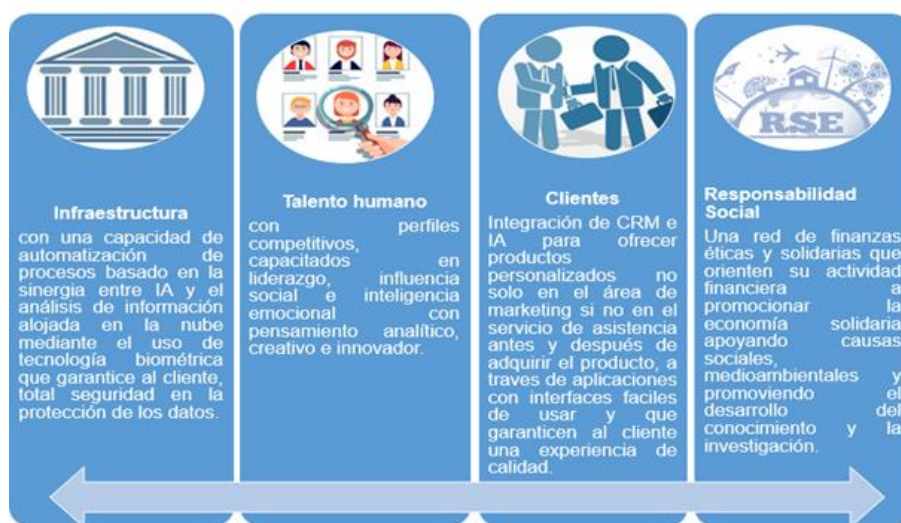 Infraestructura
con una capacidad de
automatización de
procesos basado en la
sinergia entre IA y el
análisis de información
alojada en la nube
mediante el uso de
tecnología biométrica
que garantice al cliente,
total seguridad en la
protección de los datos.
Talento humano
con perfiles
competitivos,
capacitados en
liderazgo, influencia
social e inteligencia
emocional con
pensamiento analítico,
creativo e innovador.
Clientes
Integración de CRM e
IA para ofrecer
productos
personalizados no
solo en el área de
marketing si no en el
servicio de asistencia
antes y después de
adquirir el producto, a
traves de aplicaciones
con interfaces faciles
de usar y que
garanticen al cliente
una experiencia de
calidad.
RSE
Responsabilidad
Social
Una red de finanzas
éticas y solidarias que
orienten su actividad
financiera a
promocionar la
economía solidaria
apoyando causas
sociales,
medioambientales y
promoviendo el
desarrollo del
conocimiento y la
investigación.